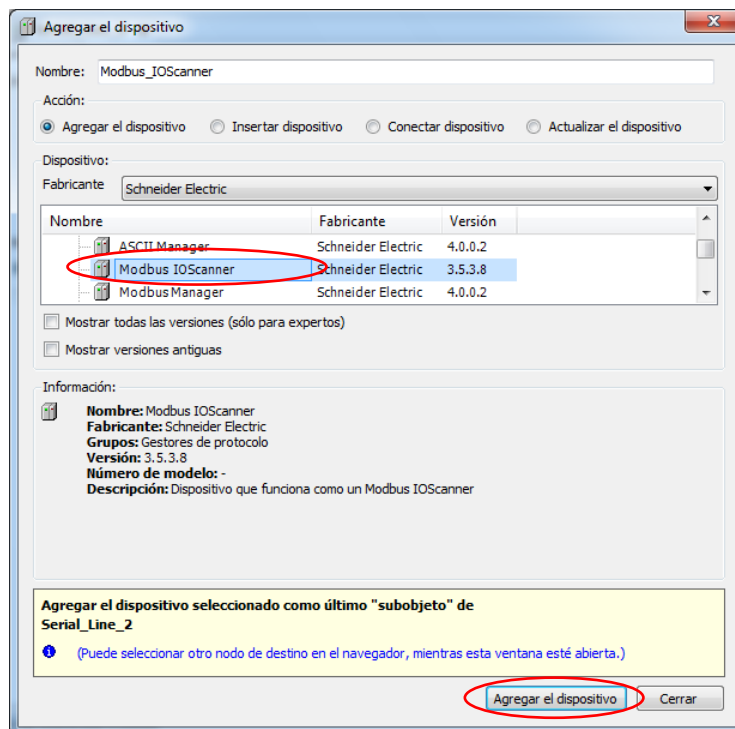 Agregar el dispositivo
Nombre: Modbus_IOScanner
Acción:
Agregar el dispositivo Insertar dispositivo Conectar dispositivo Actualizar el dispositivo
Dispositivo:
Fabricante Schneider Electric
Nombre Fabricante Versión
ASCII Manager Schneider Electric 4.0.0.2
Modbus IOScanner Schneider Electric 3.5.3.8
Modbus Manager Schneider Electric 4.0.0.2
Mostrar todas las versiones (sólo para expertos)
Mostrar versiones antiguas
Información:
Nombre: Modbus IOScanner
Fabricante: Schneider Electric
Grupos: Gestores de protocolo
Versión: 3.5.3.8
Número de modelo: -
Descripción: Dispositivo que funciona como un Modbus IOScanner
Agregar el dispositivo seleccionado como último "subobjeto" de
Serial_Line_2
(Puede seleccionar otro nodo de destino en el navegador, mientras esta ventana esté abierta.)
Agregar el dispositivo Cerrar